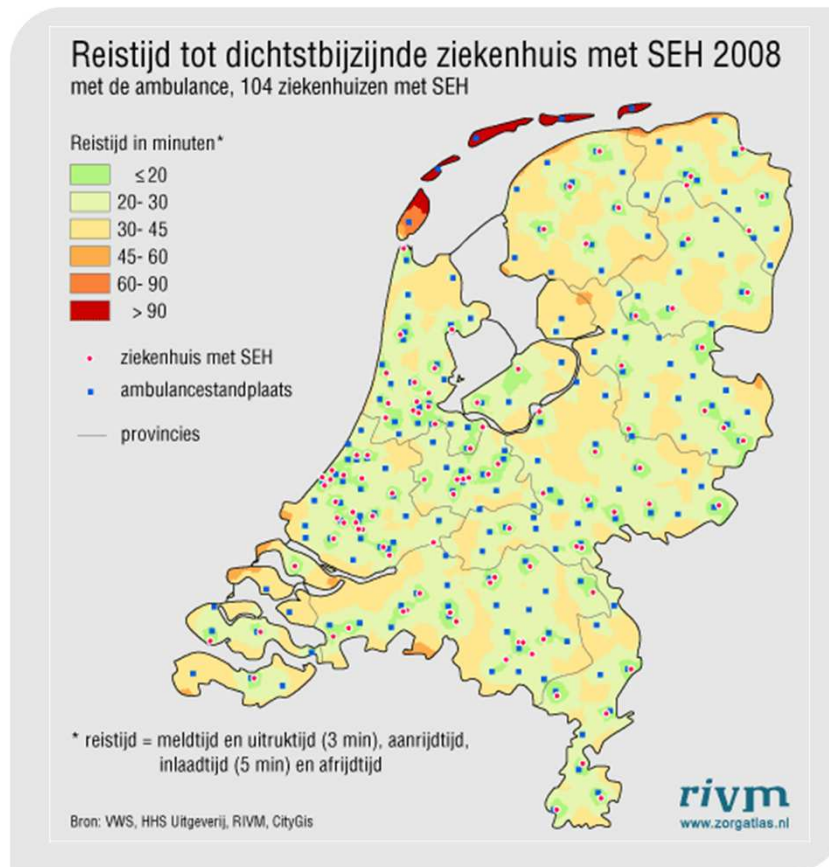 Reistijd tot dichtstbijzijnde ziekenhuis met SEH 2008
met de ambulance, 104 ziekenhuizen met SEH
Reistijd in minuten*
≤ 20
20- 30
30- 45
45- 60
60- 90
> 90
ziekenhuis met SEH
ambulancestandplaats
provincies
* reistijd = meldtijd en uitruktijd (3 min), aanrijdtijd,
inlaadtijd (5 min) en afrijdtijd
Bron: VWS, HHS Uitgeverij, RIVM, CityGis
rivm
www.zorgatlas.nl